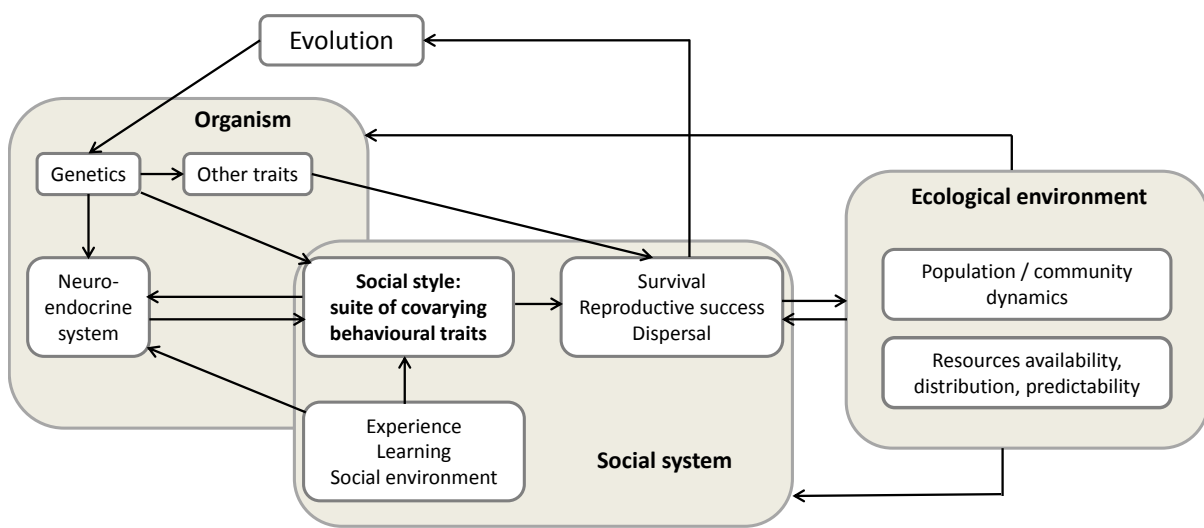 Evolution
Organism
Genetics
Other traits
Neuro-
endocrine
system
Social style:
suite of covarying
behavioural traits
Survival
Reproductive success
Dispersal
Experience
Learning
Social environment
Social system
Ecological environment
Population / community
dynamics
Resources availability,
distribution, predictability